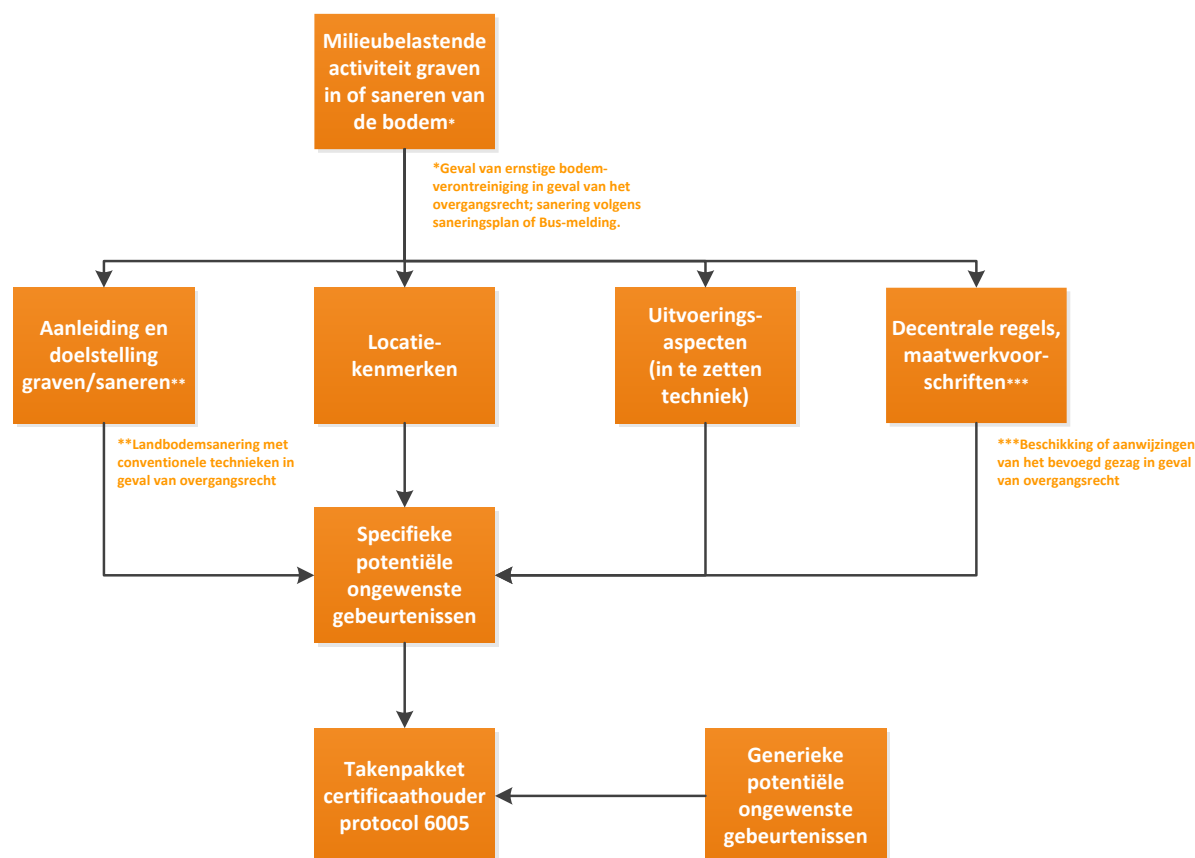 Milieubelastende
activiteit graven
in of saneren van
de bodem*
*Geval van ernstige bodem-
verontreiniging in geval van het
overgangsrecht; sanering volgens
saneringsplan of Bus-melding.
Aanleiding en
doelstelling
graven/saneren**
Locatie-
kenmerken
Uitvoerings-
aspecten
(in te zetten
techniek)
Decentrale regels,
maatwerkvoor-
schriften***
**Landbodemsanering met
conventionele technieken in
geval van overgangsrecht
***Beschikking of aanwijzingen
van het bevoegd gezag in geval
van overgangsrecht
Specifieke
potentiële
ongewenste
gebeurtenissen
Takenpakket
certificaathouder
protocol 6005
Generieke
potentiële
ongewenste
gebeurtenissen